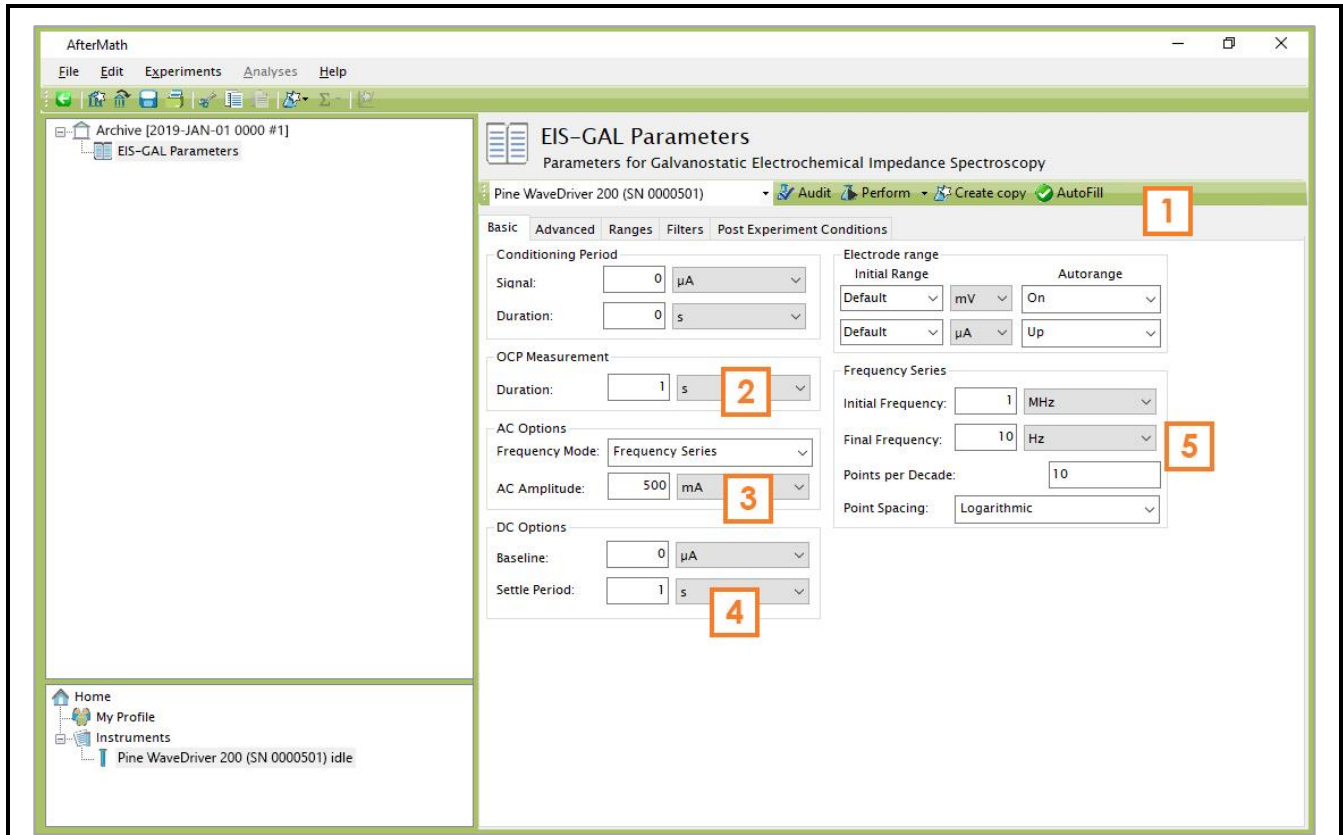 AfterMath
File Edit Experiments Analyses Help
Archive [2019-JAN-01 0000 #1]
EIS-GAL Parameters
Home
My Profile
Instruments
Pine WaveDriver 200 (SN 0000501) idle
EIS-GAL Parameters
Parameters for Galvanostatic Electrochemical Impedance Spectroscopy
Pine WaveDriver 200 (SN 0000501) Audit Perform Create copy AutoFill 1
Basic Advanced Ranges Filters Post Experiment Conditions
Conditioning Period
Signal: 0 µA
Duration: 0 s
OCP Measurement
Duration: 1 s 2
AC Options
Frequency Mode: Frequency Series
AC Amplitude: 500 mA 3
DC Options
Baseline: 0 µA
Settle Period: 1 s 4
Electrode range
Initial Range Autorange
Default mV On
Default µA Up
Frequency Series
Initial Frequency: 1 MHz
Final Frequency: 10 Hz 5
Points per Decade: 10
Point Spacing: Logarithmic